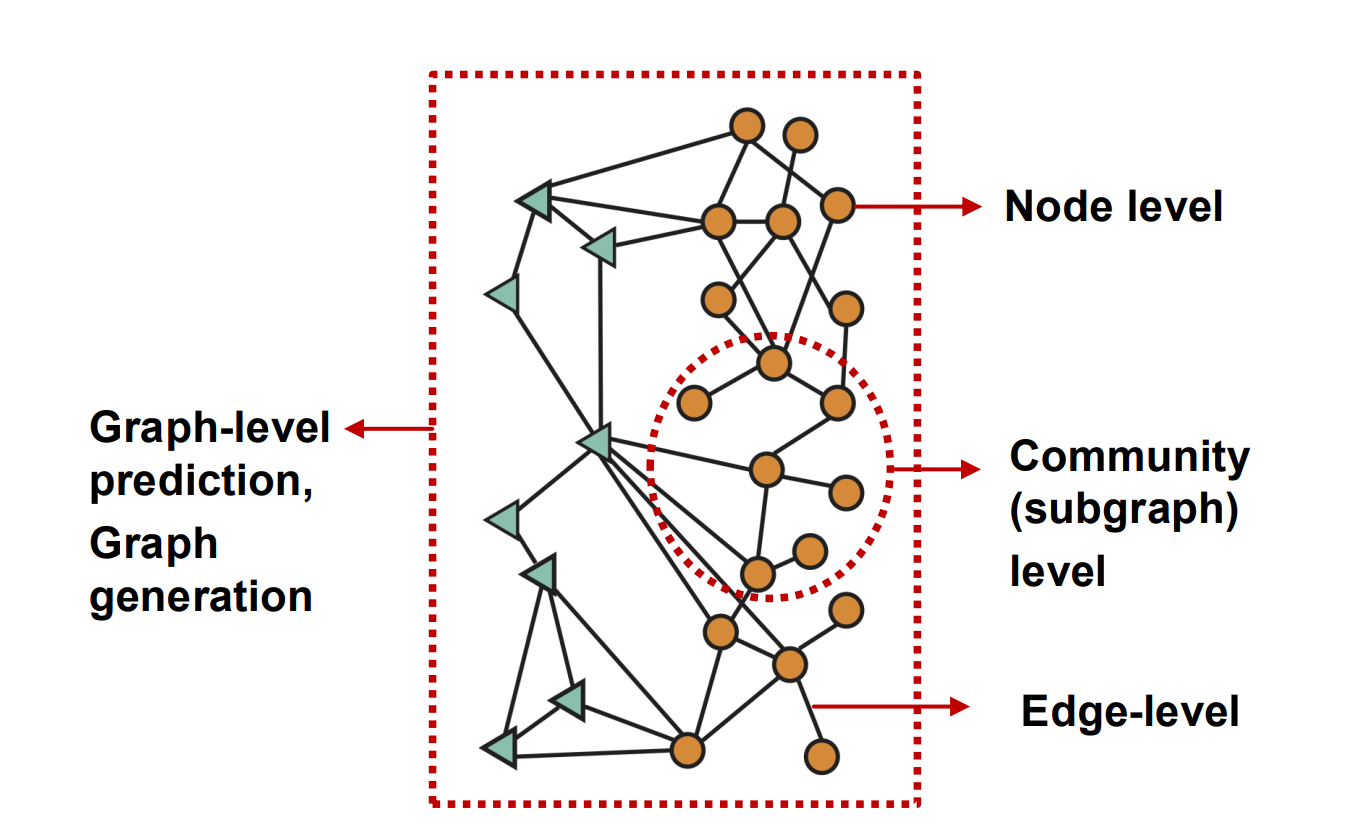 Node level
Graph-level
prediction,
Graph
generation
Community
(subgraph)
level
Edge-level